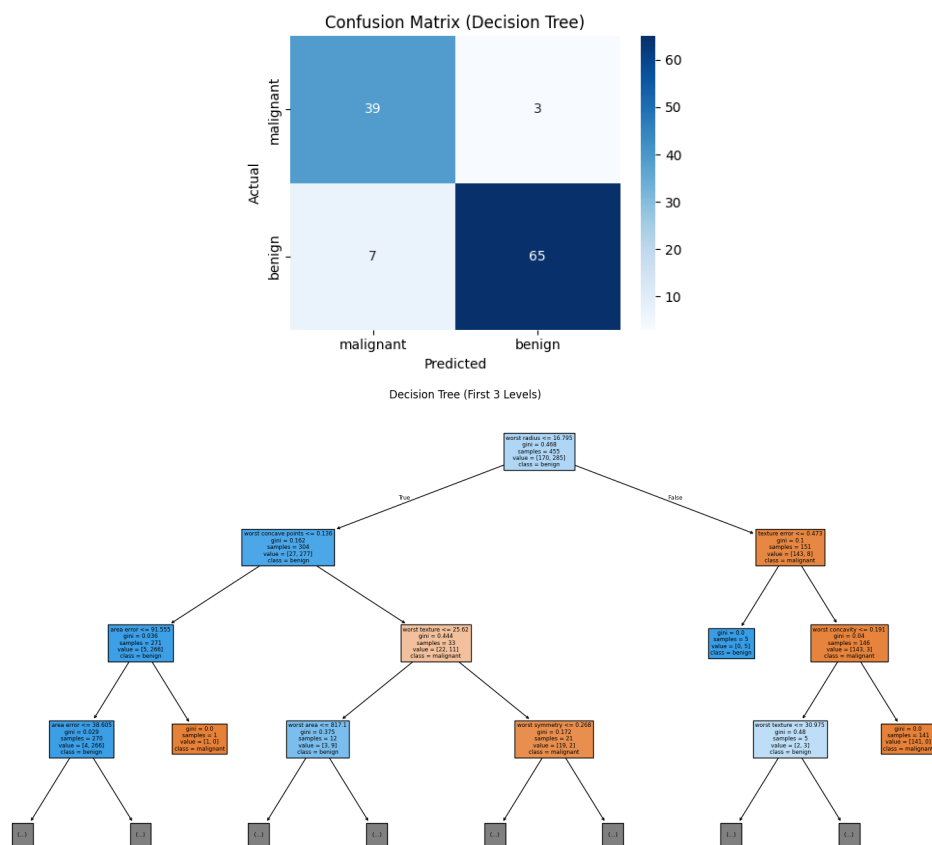 Confusion Matrix (Decision Tree)
malignant
benign
Actual
39
3
7
65
malignant
benign
Predicted
60
50
40
30
20
10
Decision Tree (First 3 Levels)
worst radius <= 16.795
gini = 0.468
samples = 455
value = [170, 285]
class = benign
True
False
worst concave points <= 0.136
gini = 0.162
samples = 304
value = [27, 277]
class = benign
texture error <= 0.473
gini = 0.1
samples = 151
value = [143, 8]
class = malignant
area error <= 91.555
gini = 0.036
samples = 271
value = [5, 266]
class = benign
worst texture <= 25.62
gini = 0.444
samples = 33
value = [22, 11]
class = malignant
gini = 0.0
samples = 5
value = [0, 5]
class = benign
worst concavity <= 0.191
gini = 0.04
samples = 146
value = [143, 3]
class = malignant
area error <= 38.605
gini = 0.029
samples = 270
value = [4, 266]
class = benign
gini = 0.0
samples = 1
value = [1, 0]
class = malignant
worst area <= 817.1
gini = 0.375
samples = 12
value = [3, 9]
class = benign
worst symmetry <= 0.268
gini = 0.172
samples = 21
value = [19, 2]
class = malignant
worst texture <= 30.975
gini = 0.48
samples = 5
value = [2, 3]
class = benign
gini = 0.0
samples = 141
value = [141, 0]
class = malignant
(...)
(...)
(...)
(...)
(...)
(...)
(...)
(...)